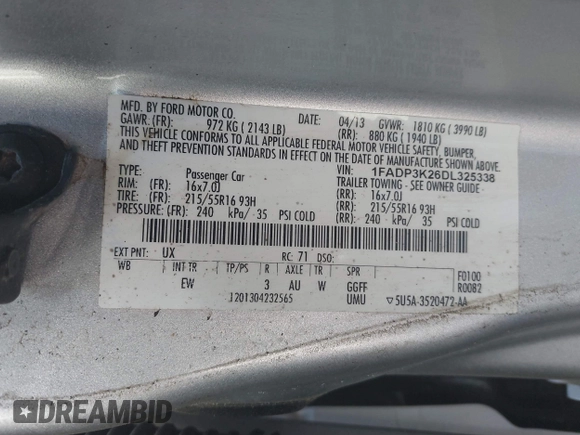 MFD. BY FORD MOTOR CO.
DATE: 04/13 GVWR: 1810 KG ( 3990 LB)
GAWR: (FR): 972 KG ( 2143 LB) (RR): 880 KG ( 1940 LB)
THIS VEHICLE CONFORMS TO ALL APPLICABLE FEDERAL MOTOR VEHICLE SAFETY, BUMPER,
AND THEFT PREVENTION STANDARDS IN EFFECT ON THE DATE OF MANUFACTURE SHOWN ABOVE.
VIN: 1FADP3K26DL325338
TYPE: Passenger Car TRAILER TOWING - SEE OWNER GUIDE
RIM: (FR): 16x7.0J (RR): 16x7.0J
TIRE: (FR): 215/55R16 93H (RR): 215/55R16 93H
PRESSURE: (FR): 240 kPa/ 35 PSI COLD (RR): 240 kPa/ 35 PSI COLD
EXT PNT: UX RC: 71 DSO:
WB INT TR TP/PS R AXLE TR SPR F0100
EW 3 AU W GGFF R0082
J201304232565 UMU ▽5U5A-3520472-AA
DREAMBID